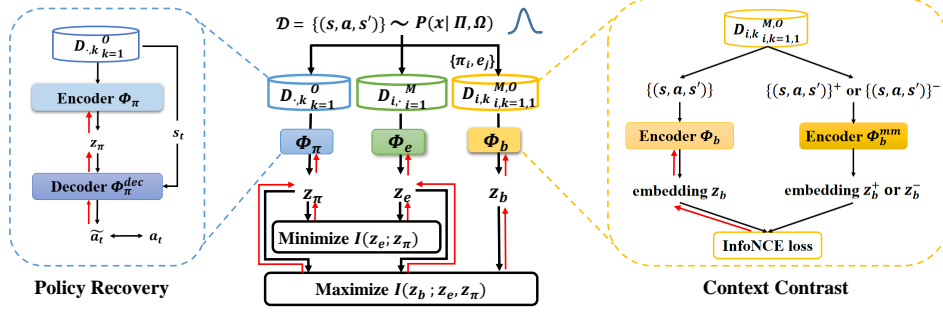 𝒟 = {(s, a, s′)} ∼ P(x| Π, Ω)
{π_i, e_j}
D_{·,k}^{O}_{k=1}
Encoder Φ_π
z_π
s_t
Decoder Φ_π^{dec}
ã_t ⟷ a_t
Policy Recovery
D_{·,k}^{O}_{k=1}
D_{i,·}^{M}_{i=1}
D_{i,k}^{M,O}_{i,k=1,1}
Φ_π
Φ_e
Φ_b
z_π
z_e
z_b
Minimize I(z_e; z_π)
Maximize I(z_b ; z_e, z_π)
D_{i,k}^{M,O}_{i,k=1,1}
{(s, a, s′)}
{(s, a, s′)}⁺ or {(s, a, s′)}⁻
Encoder Φ_b
Encoder Φ_b^{mm}
embedding z_b
embedding z_b⁺ or z_b⁻
InfoNCE loss
Context Contrast